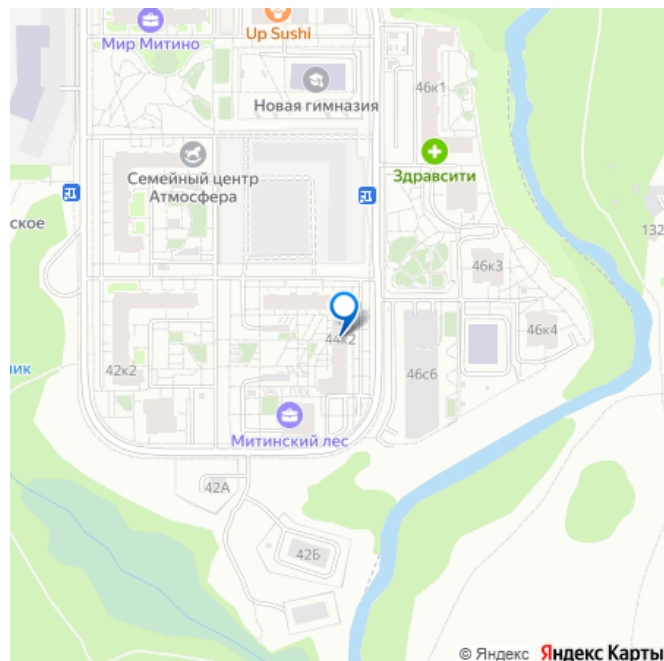 Up Sushi
Мир Митино
Новая гимназия
46к1
Здравсити
Семейный центр
Атмосфера
ское
132
46к3
44к2
46к4
42к2
46с6
ник
Митинский лес
42А
42Б
© Яндекс Яндекс Карты